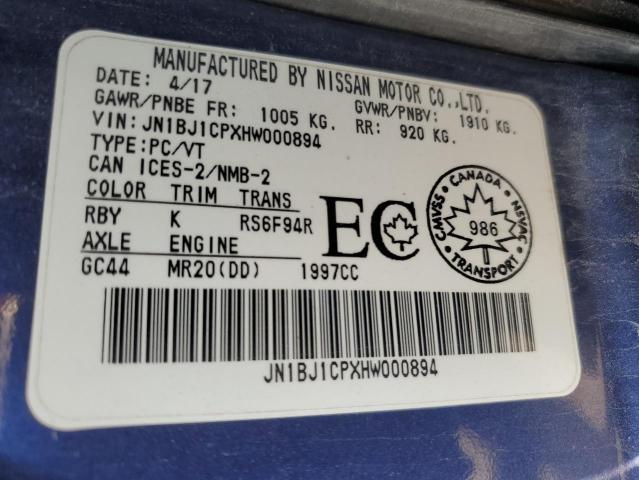 MANUFACTURED BY NISSAN MOTOR CO.,LTD.
DATE: 4/17
GAWR/PNBE FR: 1005 KG. GVWR/PNBV: 1910 KG.
VIN: JN1BJ1CPXHW000894 RR: 920 KG.
TYPE:PC/VT
CAN ICES-2/NMB-2
COLOR TRIM TRANS
RBY K RS6F94R
AXLE ENGINE
GC44 MR20(DD) 1997CC
EC
CANADA
CMVSS 986 NSVAC
TRANSPORT
JN1BJ1CPXHW000894